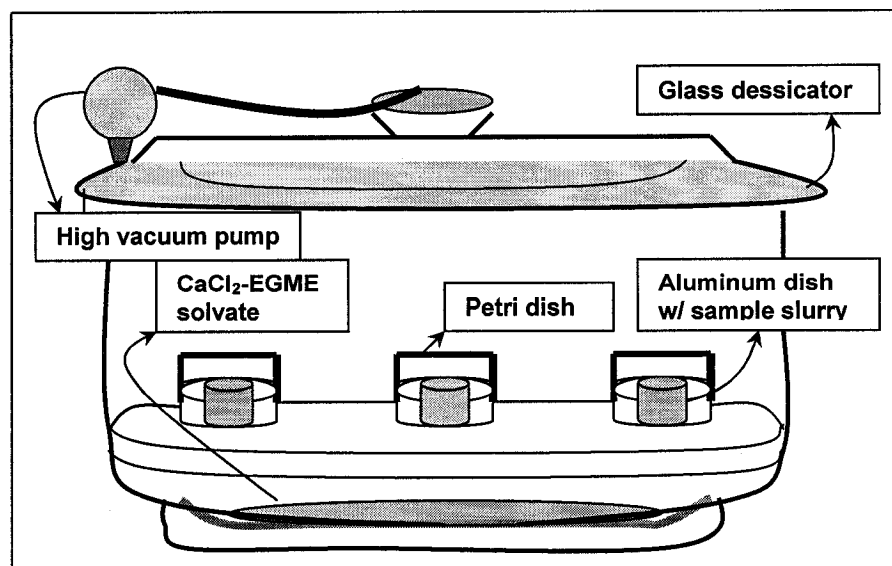 Glass dessicator
High vacuum pump
CaCl₂-EGME
solvate
Petri dish
Aluminum dish
w/ sample slurry